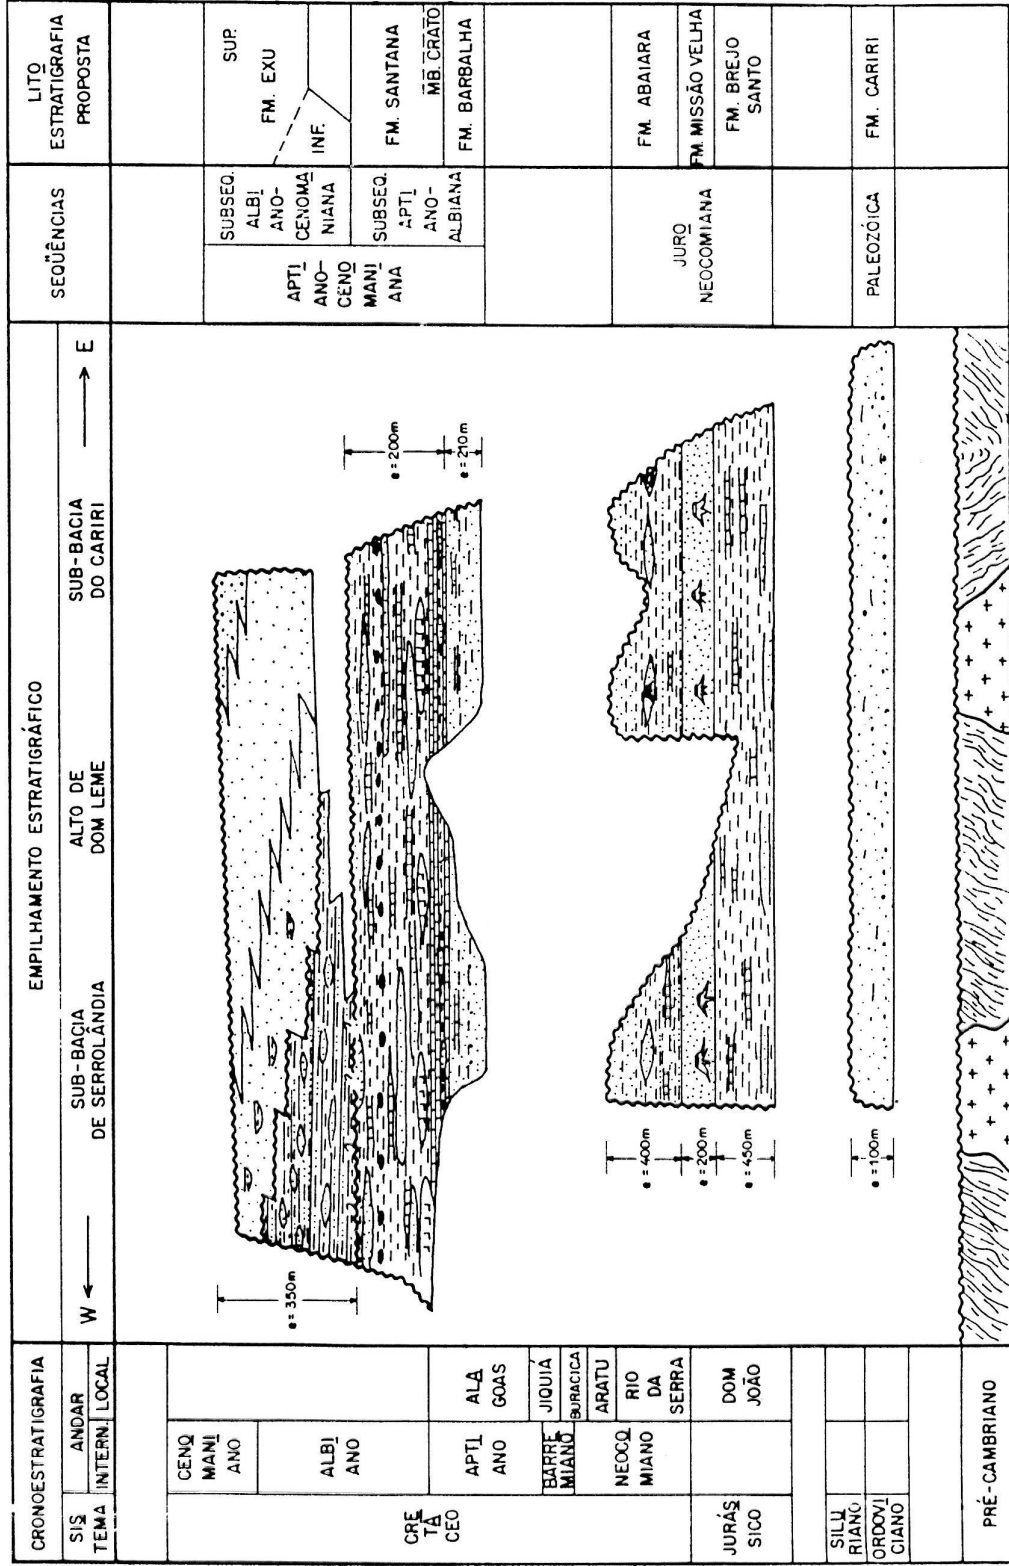 CRONOESTRATIGRAFIA
SIS
TEMA
ANDAR
INTERN.
LOCAL
CRE
TÁ
CEO
CENO
MANI
ANO
ALBI
ANO
APTI
ANO
ALA
GOAS
BARRE
MIANO
JIQUIÁ
BURACICA
NEOCO
MIANO
ARATU
RIO
DA
SERRA
JURÁS
SICO
DOM
JOÃO
SILU
RIANO
ORDOVI
CIANO
PRÉ-CAMBRIANO
EMPILHAMENTO ESTRATIGRÁFICO
W
SUB-BACIA
DE SERROLÂNDIA
ALTO DE
DOM LEME
SUB-BACIA
DO CARIRI
E
e = 350m
e = 200m
e = 210m
e = 400m
e = 200m
e = 450m
e = 100m
SEQÜÊNCIAS
APTI
ANO-
CENO
MANI
ANA
SUBSEQ.
ALBI
ANO-
CENOMA
NIANA
SUBSEQ.
APTI
ANO-
ALBIANA
JURO
NEOCOMIANA
PALEOZÓICA
LITO
ESTRATIGRAFIA
PROPOSTA
SUP.
FM. EXU
INF.
FM. SANTANA
MB. CRATO
FM. BARBALHA
FM. ABAIARA
FM. MISSÃO VELHA
FM. BREJO
SANTO
FM. CARIRI